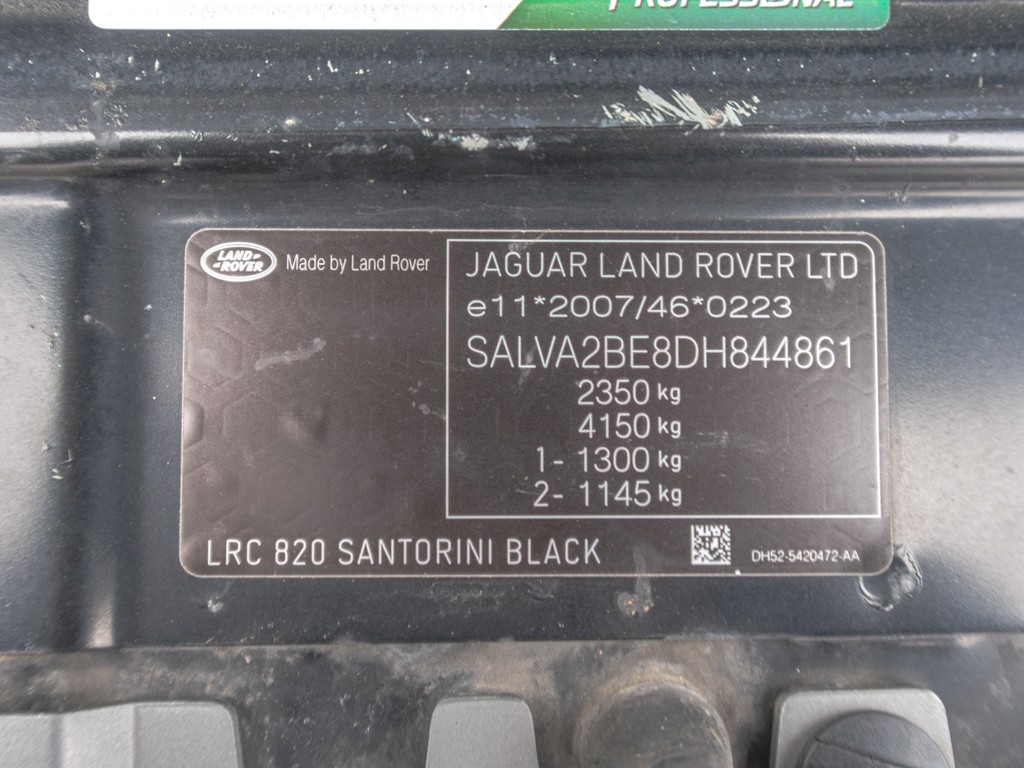 PROFESSIONAL
LAND-
-ROVER
Made by Land Rover
JAGUAR LAND ROVER LTD
e11*2007/46*0223
SALVA2BE8DH844861
2350 kg
4150 kg
1- 1300 kg
2- 1145 kg
LRC 820 SANTORINI BLACK
DH52-5420472-AA